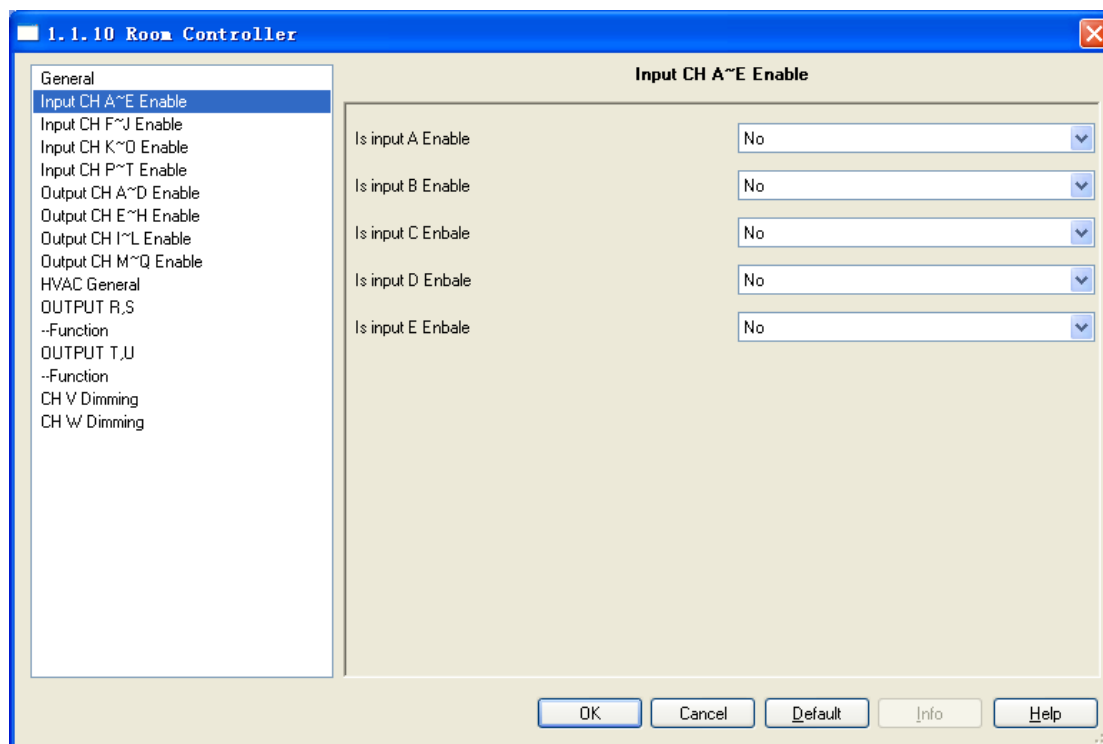 1.1.10 Room Controller
General
Input CH A~E Enable
Input CH F~J Enable
Input CH K~O Enable
Input CH P~T Enable
Output CH A~D Enable
Output CH E~H Enable
Output CH I~L Enable
Output CH M~Q Enable
HVAC General
OUTPUT R,S
--Function
OUTPUT T,U
--Function
CH V Dimming
CH W Dimming
Input CH A~E Enable
Is input A Enable No
Is input B Enable No
Is input C Enbale No
Is input D Enbale No
Is input E Enbale No
OK Cancel Default Info Help